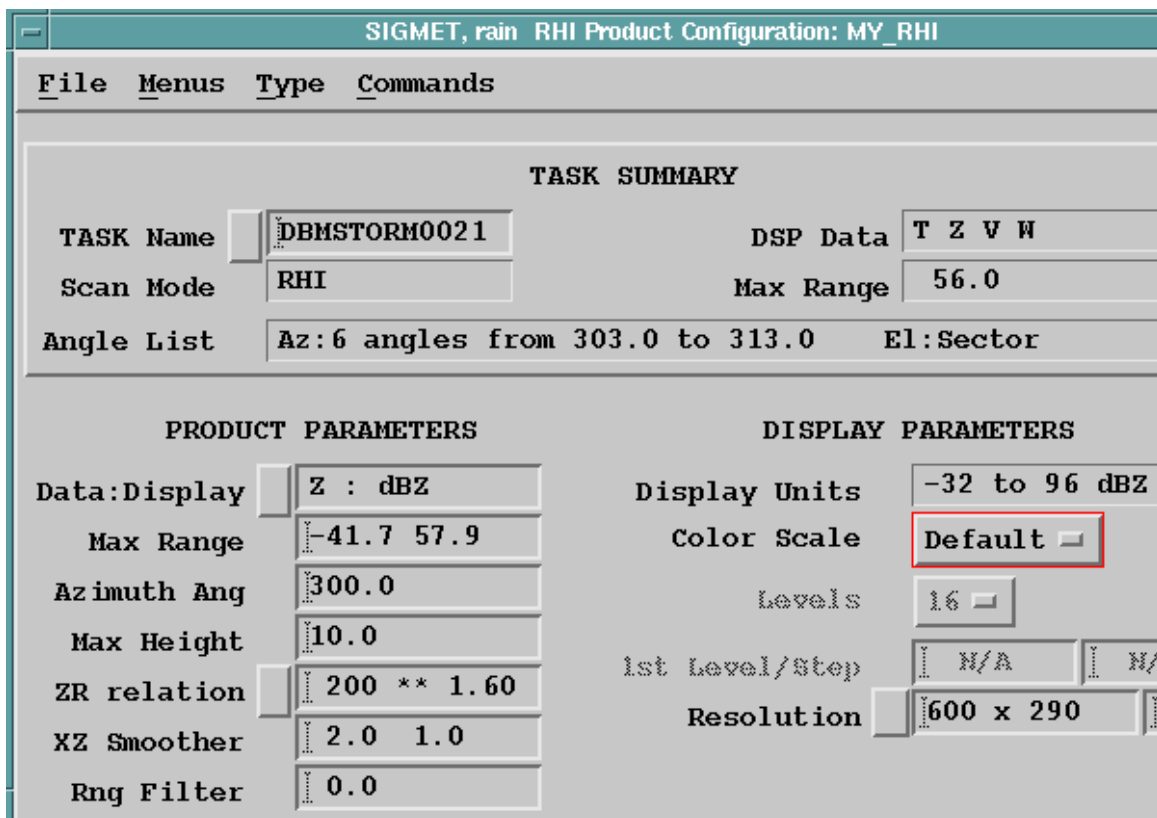 SIGMET, rain RHI Product Configuration: MY_RHI
File Menus Type Commands
TASK SUMMARY
TASK Name DBMSTORM0021 DSP Data T Z V W
Scan Mode RHI Max Range 56.0
Angle List Az:6 angles from 303.0 to 313.0 El:Sector
PRODUCT PARAMETERS DISPLAY PARAMETERS
Data:Display Z : dBZ Display Units -32 to 96 dBZ
Max Range -41.7 57.9 Color Scale Default
Azimuth Ang 300.0 Levels 16
Max Height 10.0 1st Level/Step N/A N/
ZR relation 200 ** 1.60 Resolution 600 x 290
XZ Smoother 2.0 1.0
Rng Filter 0.0